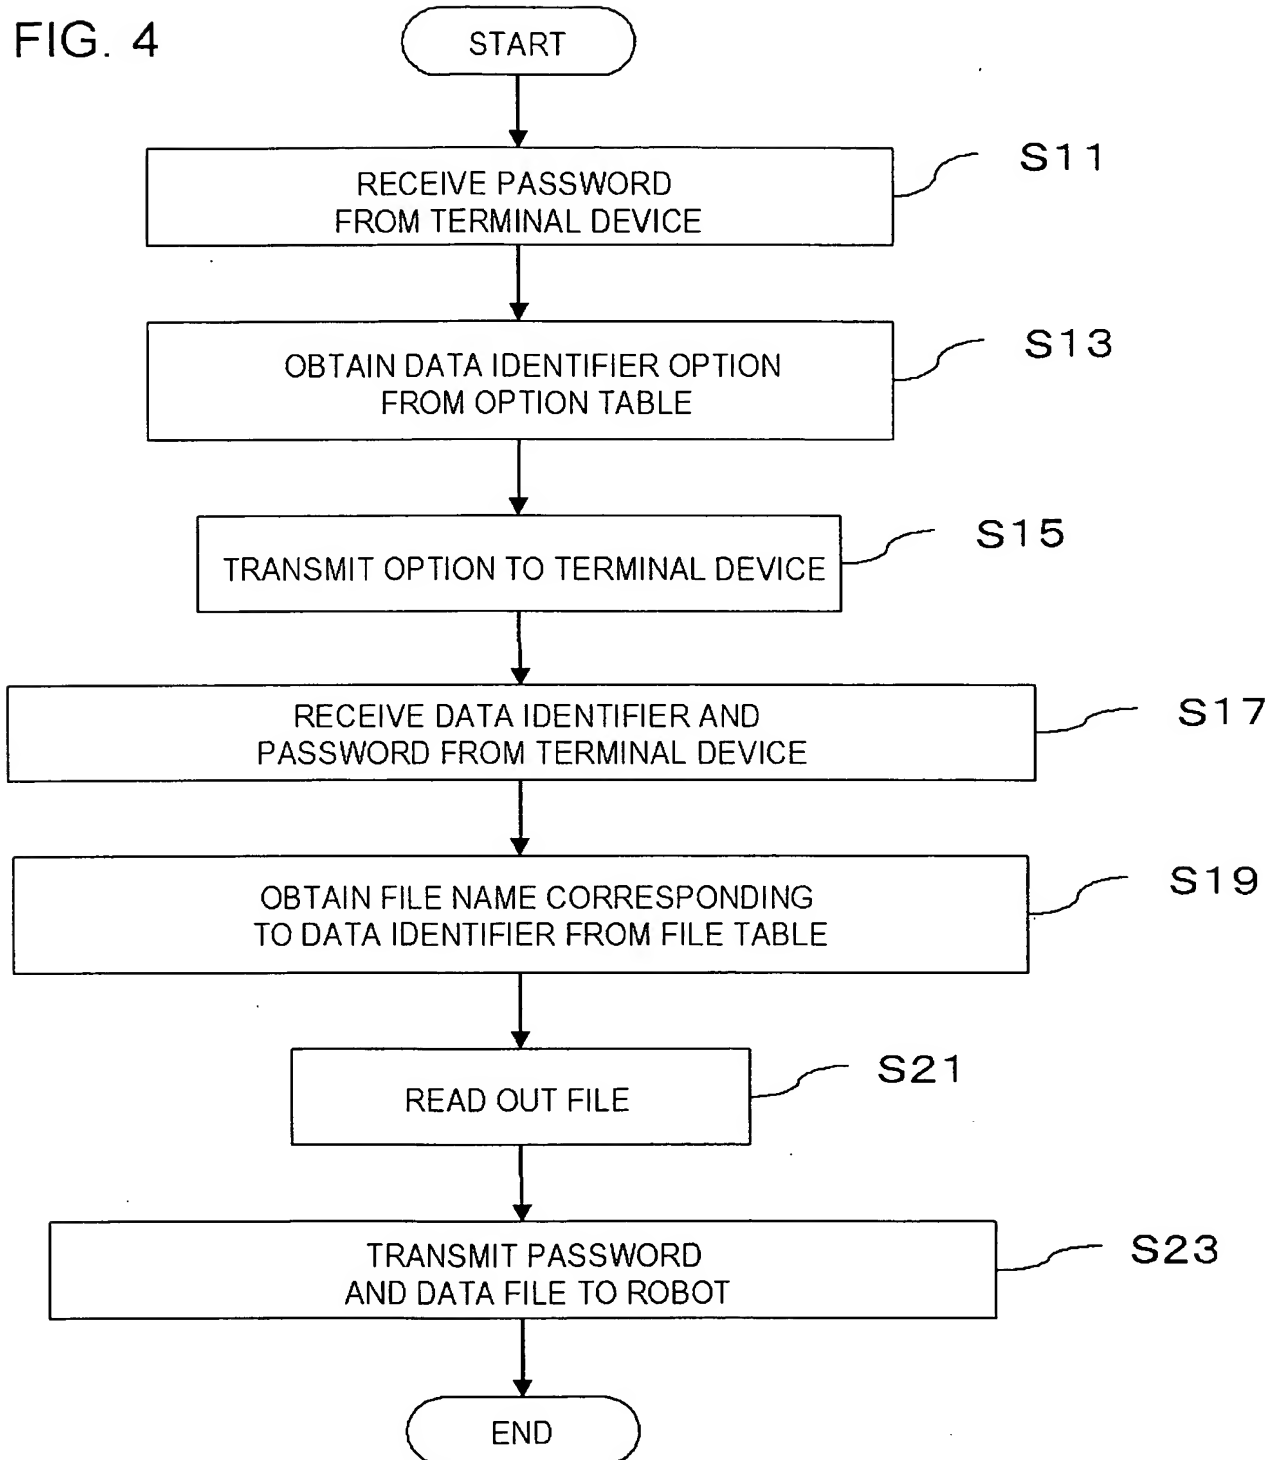 FIG. 4
START
RECEIVE PASSWORD
FROM TERMINAL DEVICE
S11
OBTAIN DATA IDENTIFIER OPTION
FROM OPTION TABLE
S13
TRANSMIT OPTION TO TERMINAL DEVICE
S15
RECEIVE DATA IDENTIFIER AND
PASSWORD FROM TERMINAL DEVICE
S17
OBTAIN FILE NAME CORRESPONDING
TO DATA IDENTIFIER FROM FILE TABLE
S19
READ OUT FILE
S21
TRANSMIT PASSWORD
AND DATA FILE TO ROBOT
S23
END